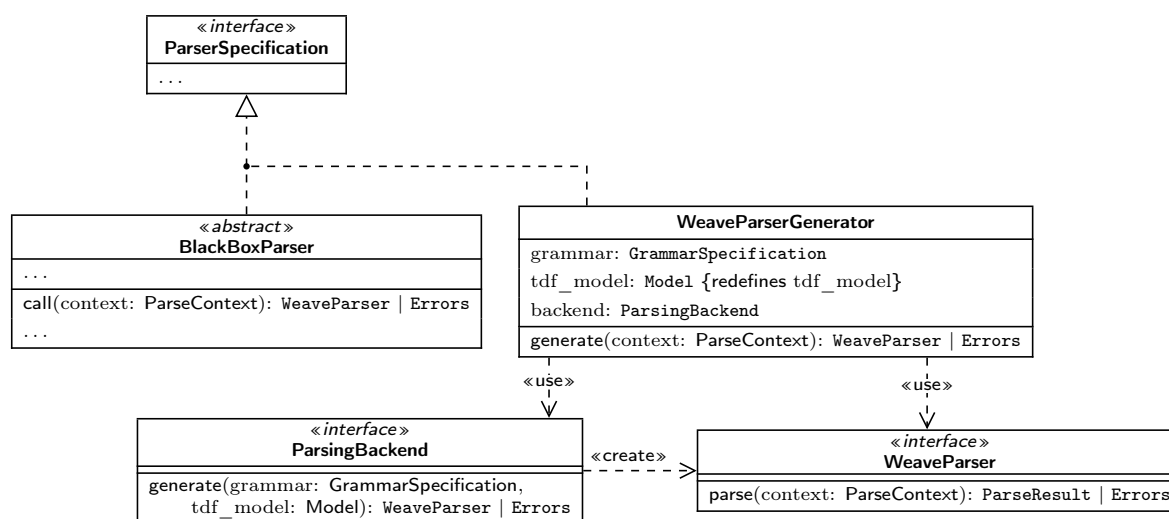 «interface»
ParserSpecification
...
«abstract»
BlackBoxParser
...
call(context: ParseContext): WeaveParser | Errors
...
WeaveParserGenerator
grammar: GrammarSpecification
tdf_model: Model {redefines tdf_model}
backend: ParsingBackend
generate(context: ParseContext): WeaveParser | Errors
«use»
«use»
«interface»
ParsingBackend
generate(grammar: GrammarSpecification,
tdf_model: Model): WeaveParser | Errors
«create»
«interface»
WeaveParser
parse(context: ParseContext): ParseResult | Errors